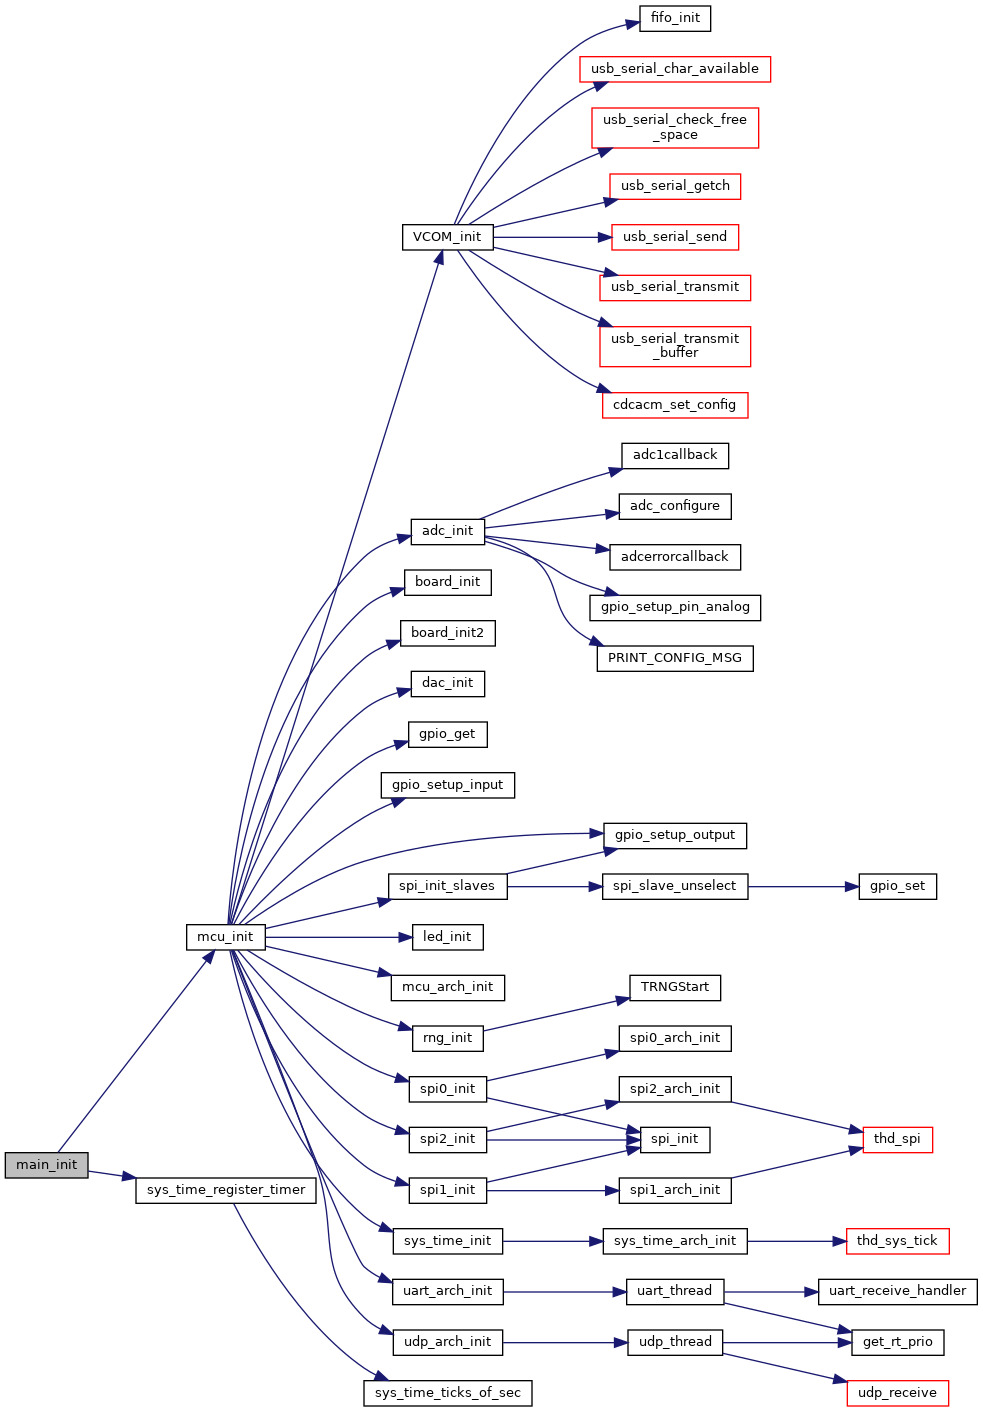 fifo_init
usb_serial_char_available
usb_serial_check_free
_space
usb_serial_getch
VCOM_init
usb_serial_send
usb_serial_transmit
usb_serial_transmit
_buffer
cdcacm_set_config
adc1callback
adc_configure
adc_init
adcerrorcallback
board_init
gpio_setup_pin_analog
board_init2
PRINT_CONFIG_MSG
dac_init
gpio_get
gpio_setup_input
gpio_setup_output
spi_init_slaves
spi_slave_unselect
gpio_set
mcu_init
led_init
mcu_arch_init
TRNGStart
rng_init
spi0_arch_init
spi0_init
spi2_arch_init
spi2_init
spi_init
thd_spi
main_init
sys_time_register_timer
spi1_init
spi1_arch_init
sys_time_init
sys_time_arch_init
thd_sys_tick
uart_arch_init
uart_thread
uart_receive_handler
udp_arch_init
udp_thread
get_rt_prio
sys_time_ticks_of_sec
udp_receive